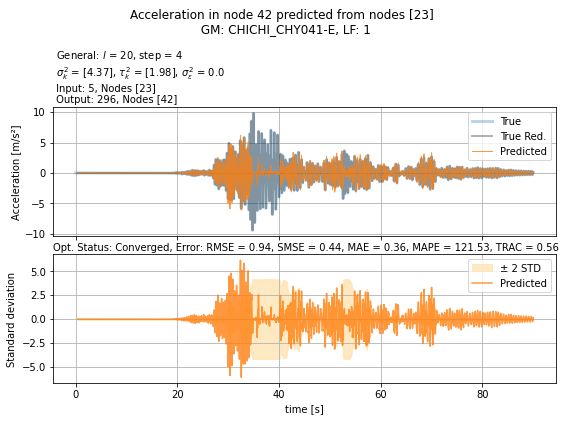 Acceleration in node 42 predicted from nodes [23]
GM: CHICHI_CHY041-E, LF: 1
General: l = 20, step = 4
σ²ₖ = [4.37], τ²ₖ = [1.98], σ²ₑ = 0.0
Input: 5, Nodes [23]
Output: 296, Nodes [42]
Acceleration [m/s²]
10
5
0
−5
−10
True
True Red.
Predicted
Opt. Status: Converged, Error: RMSE = 0.94, SMSE = 0.44, MAE = 0.36, MAPE = 121.53, TRAC = 0.56
Standard deviation
5.0
2.5
0.0
−2.5
−5.0
± 2 STD
Predicted
0 20 40 60 80
time [s]